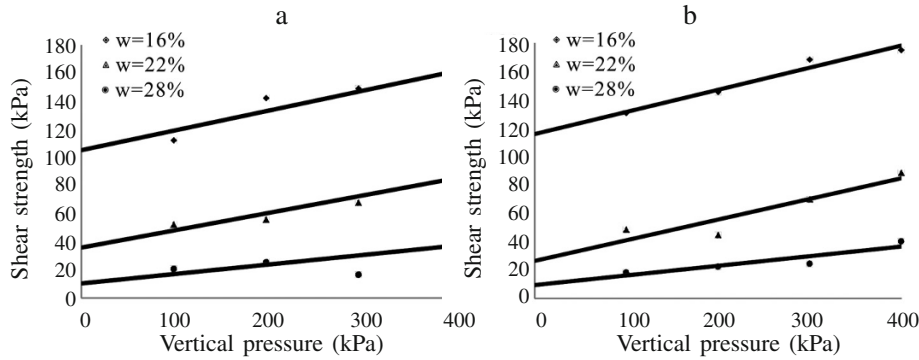 a
Shear strength (kPa)
180
160
140
120
100
80
60
40
20
0
w=16%
w=22%
w=28%
0 100 200 300 400
Vertical pressure (kPa)
b
Shear strength (kPa)
180
160
140
120
100
80
60
40
20
0
w=16%
w=22%
w=28%
0 100 200 300 400
Vertical pressure (kPa)